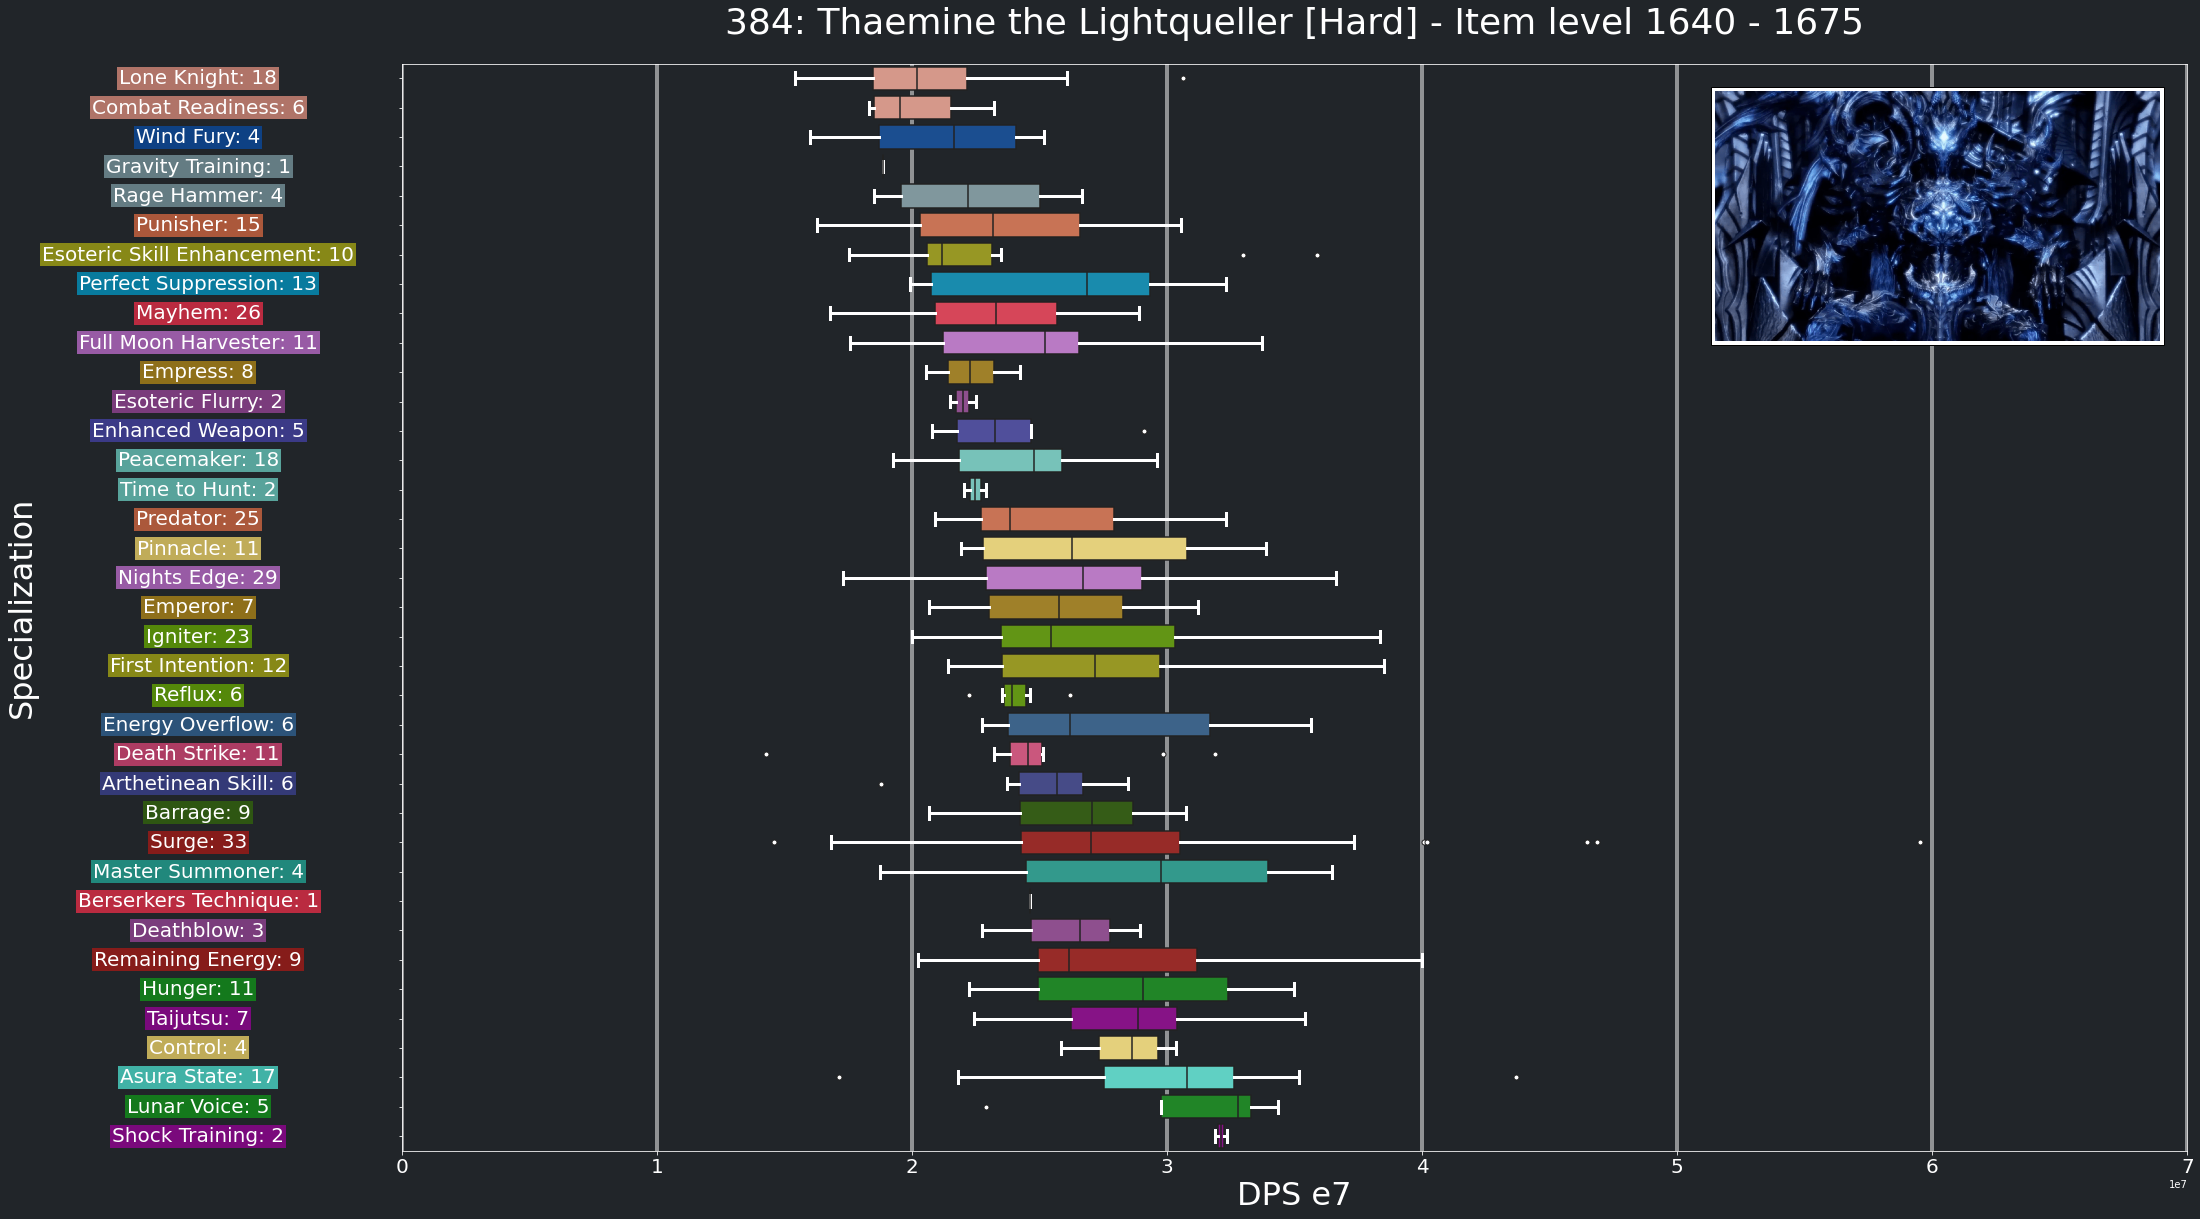 384: Thaemine the Lightqueller [Hard] - Item level 1640 - 1675
Lone Knight: 18
Combat Readiness: 6
Wind Fury: 4
Gravity Training: 1
Rage Hammer: 4
Punisher: 15
Esoteric Skill Enhancement: 10
Perfect Suppression: 13
Mayhem: 26
Full Moon Harvester: 11
Empress: 8
Esoteric Flurry: 2
Enhanced Weapon: 5
Peacemaker: 18
Time to Hunt: 2
Predator: 25
Pinnacle: 11
Nights Edge: 29
Emperor: 7
Igniter: 23
First Intention: 12
Reflux: 6
Energy Overflow: 6
Death Strike: 11
Arthetinean Skill: 6
Barrage: 9
Surge: 33
Master Summoner: 4
Berserkers Technique: 1
Deathblow: 3
Remaining Energy: 9
Hunger: 11
Taijutsu: 7
Control: 4
Asura State: 17
Lunar Voice: 5
Shock Training: 2
Specialization
0 1 2 3 4 5 6 7
1e7
DPS e7